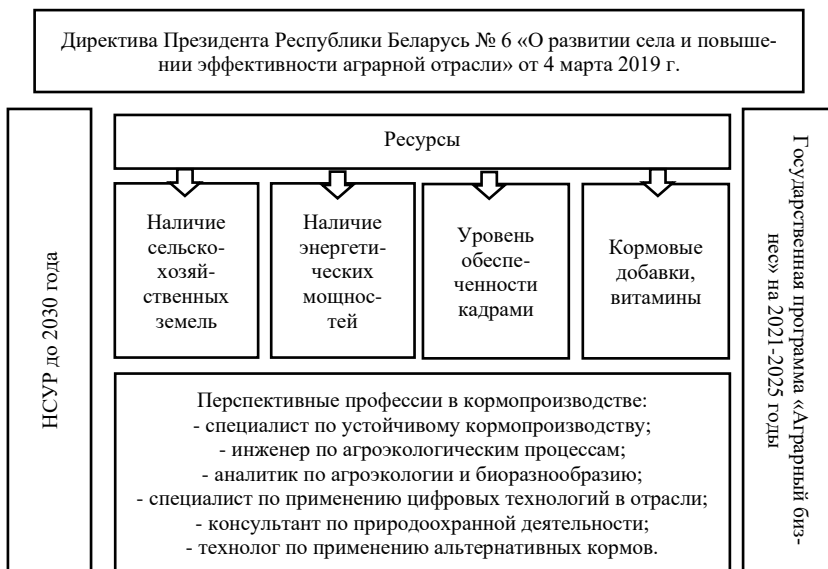 Директива Президента Республики Беларусь № 6 «О развитии села и повыше-
нии эффективности аграрной отрасли» от 4 марта 2019 г.
НСУР до 2030 года
Ресурсы
Наличие
сельско-
хозяй-
ственных
земель
Наличие
энергети-
ческих
мощнос-
тей
Уровень
обеспе-
ченности
кадрами
Кормовые
добавки,
витамины
Перспективные профессии в кормопроизводстве:
- специалист по устойчивому кормопроизводству;
- инженер по агроэкологическим процессам;
- аналитик по агроэкологии и биоразнообразию;
- специалист по применению цифровых технологий в отрасли;
- консультант по природоохранной деятельности;
- технолог по применению альтернативных кормов.
Государственная программа «Аграрный биз-
нес» на 2021-2025 годы